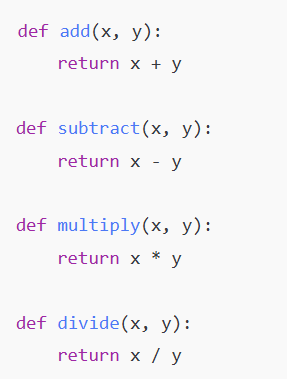 def add(x, y):
    return x + y

def subtract(x, y):
    return x - y

def multiply(x, y):
    return x * y

def divide(x, y):
    return x / y